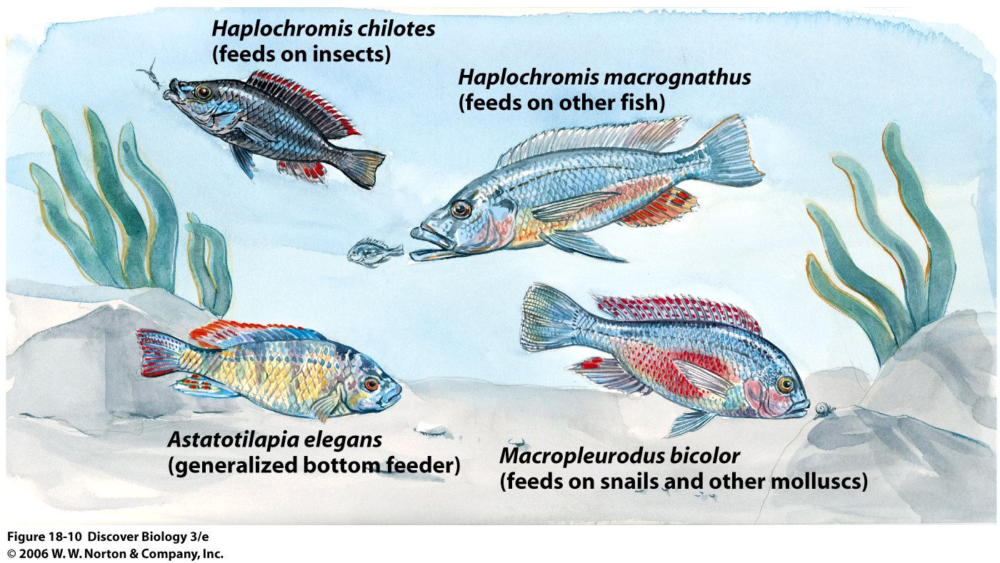 Haplochromis chilotes
(feeds on insects)
Haplochromis macrognathus
(feeds on other fish)
Astatotilapia elegans
(generalized bottom feeder)
Macropleurodus bicolor
(feeds on snails and other molluscs)
Figure 18-10 Discover Biology 3/e
© 2006 W. W. Norton & Company, Inc.